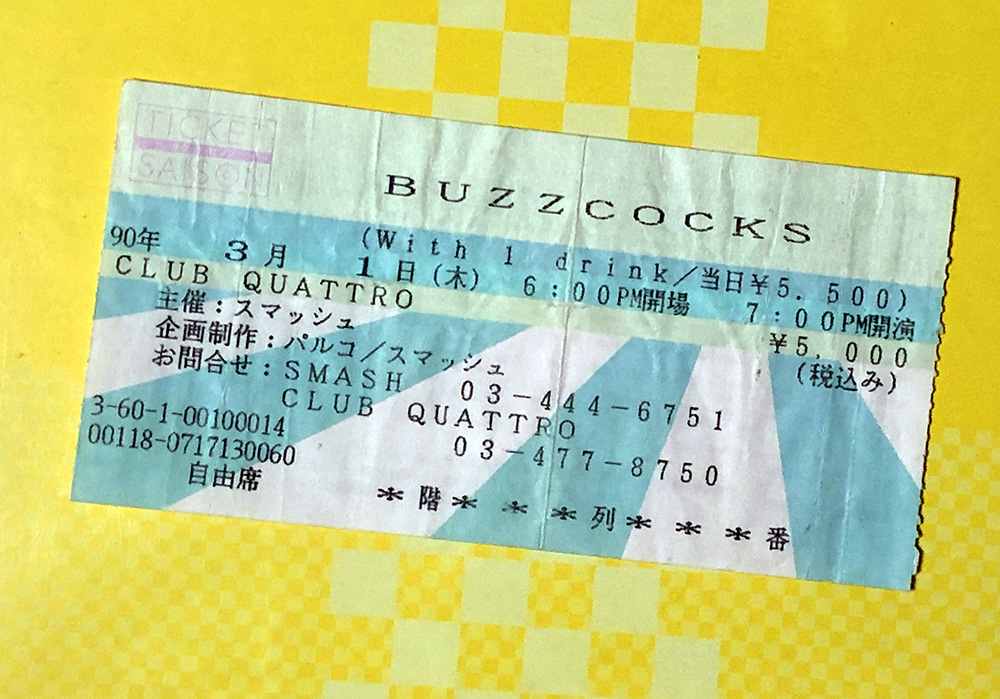 TICKET
SAISON
BUZZCOCKS
(With 1 drink/当日¥5,500)
90年 3月 1日(木) 6:00PM開場 7:00PM開演
CLUB QUATTRO ¥5,000
主催:スマッシュ (税込み)
企画制作:パルコ/スマッシュ
お問合せ:SMASH 03-444-6751
CLUB QUATTRO
03-477-8750
3-60-1-00100014
00118-0717130060
自由席 *階* * *列* * *番